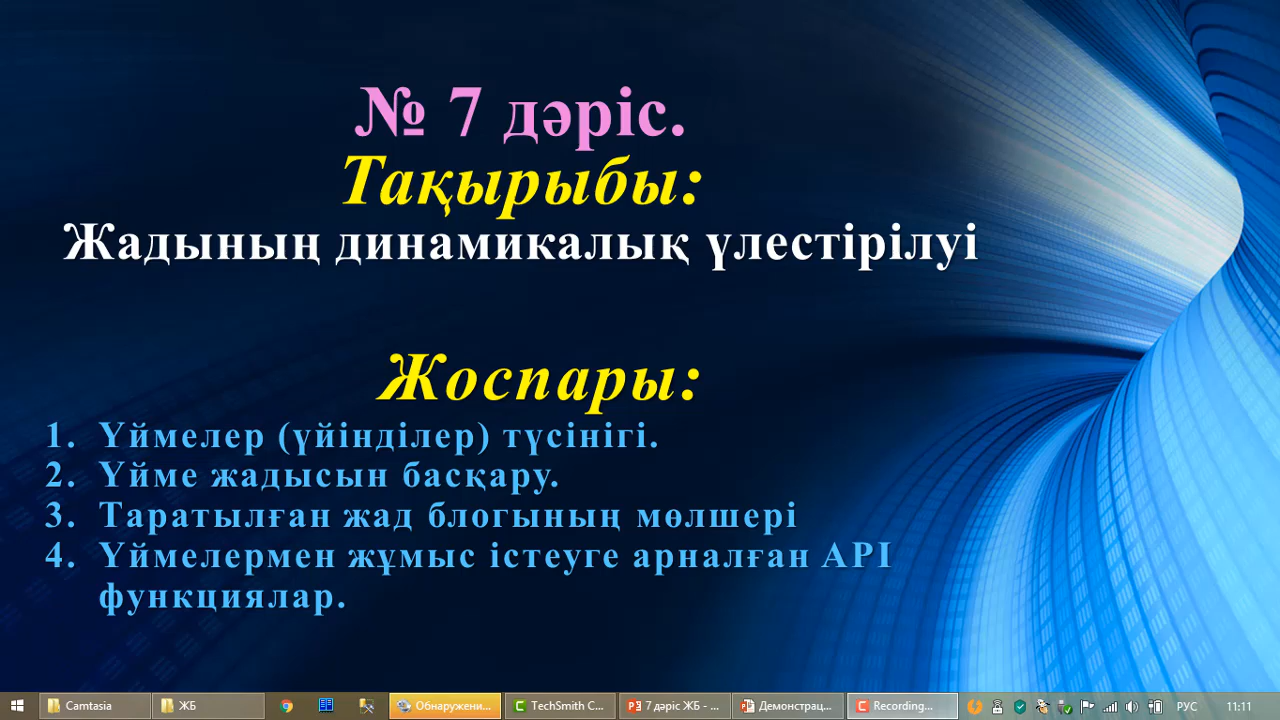 № 7 дәріс.
Тақырыбы:
Жадының динамикалық үлестірілуі
Жоспары:
1. Үймелер (үйінділер) түсінігі.
2. Үйме жадысын басқару.
3. Таратылған жад блогының мөлшері
4. Үймелермен жұмыс істеуге арналған API
функциялар.
Camtasia ЖБ Обнаружени... TechSmith C... 7 дәріс ЖБ - ... Демонстрац... Recording... РУС 11:11